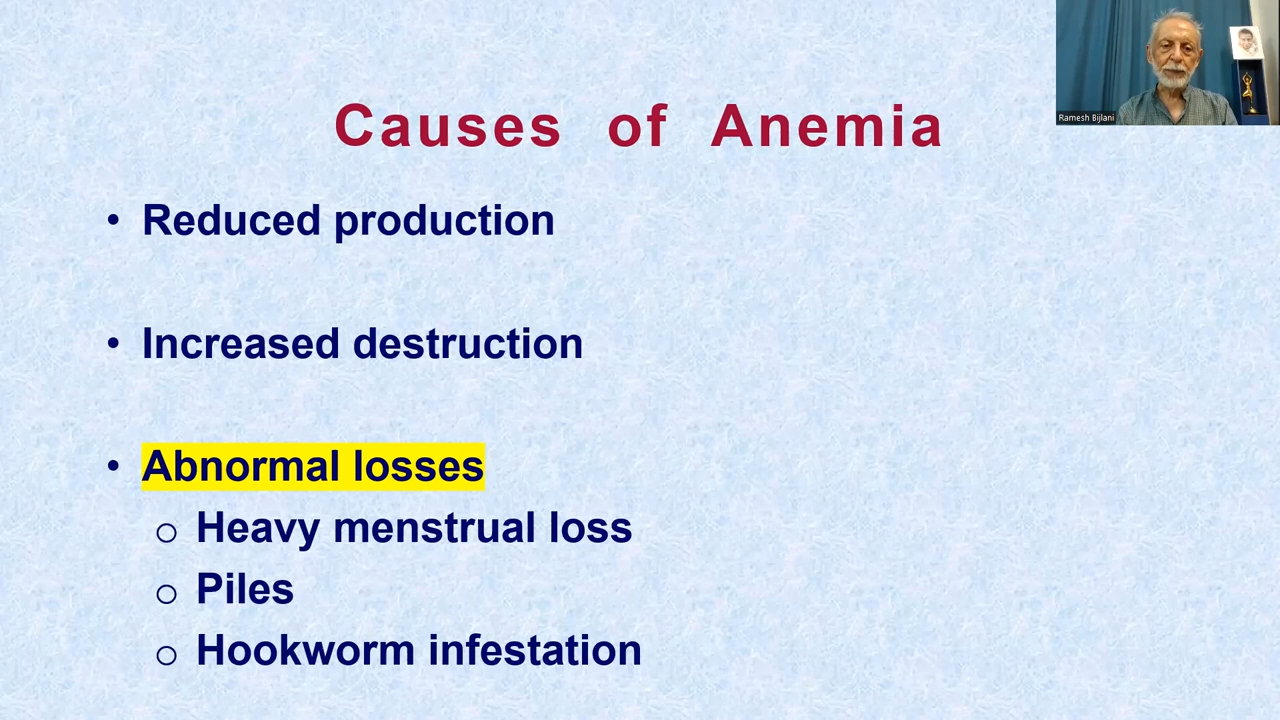 Causes of Anemia
Ramesh Bijlani
• Reduced production
• Increased destruction
• Abnormal losses
o Heavy menstrual loss
o Piles
o Hookworm infestation